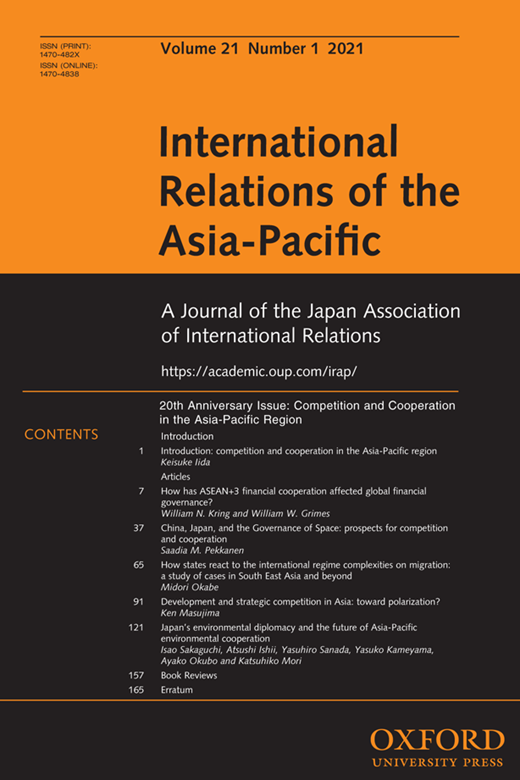 ISSN (PRINT):
1470-482X
ISSN (ONLINE):
1470-4838
Volume 21 Number 1 2021
International
Relations of the
Asia-Pacific
A Journal of the Japan Association
of International Relations
https://academic.oup.com/irap/
CONTENTS
20th Anniversary Issue: Competition and Cooperation
in the Asia-Pacific Region
Introduction
1 Introduction: competition and cooperation in the Asia-Pacific region
Keisuke Iida
Articles
7 How has ASEAN+3 financial cooperation affected global financial
governance?
William N. Kring and William W. Grimes
37 China, Japan, and the Governance of Space: prospects for competition
and cooperation
Saadia M. Pekkanen
65 How states react to the international regime complexities on migration:
a study of cases in South East Asia and beyond
Midori Okabe
91 Development and strategic competition in Asia: toward polarization?
Ken Masujima
121 Japan's environmental diplomacy and the future of Asia-Pacific
environmental cooperation
Isao Sakaguchi, Atsushi Ishii, Yasuhiro Sanada, Yasuko Kameyama,
Ayako Okubo and Katsuhiko Mori
157 Book Reviews
165 Erratum
OXFORD
UNIVERSITY PRESS